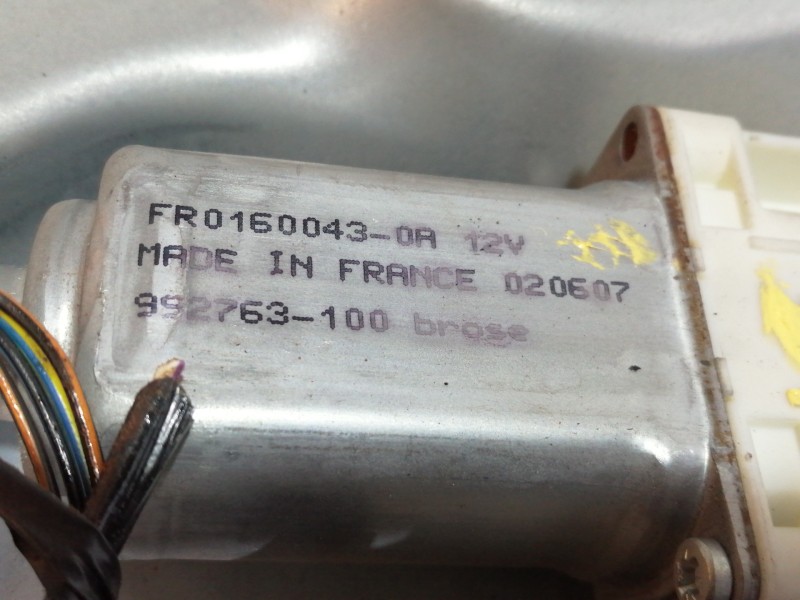 FR0160043-0A 12V
MADE IN FRANCE 020607
992763-100 brose